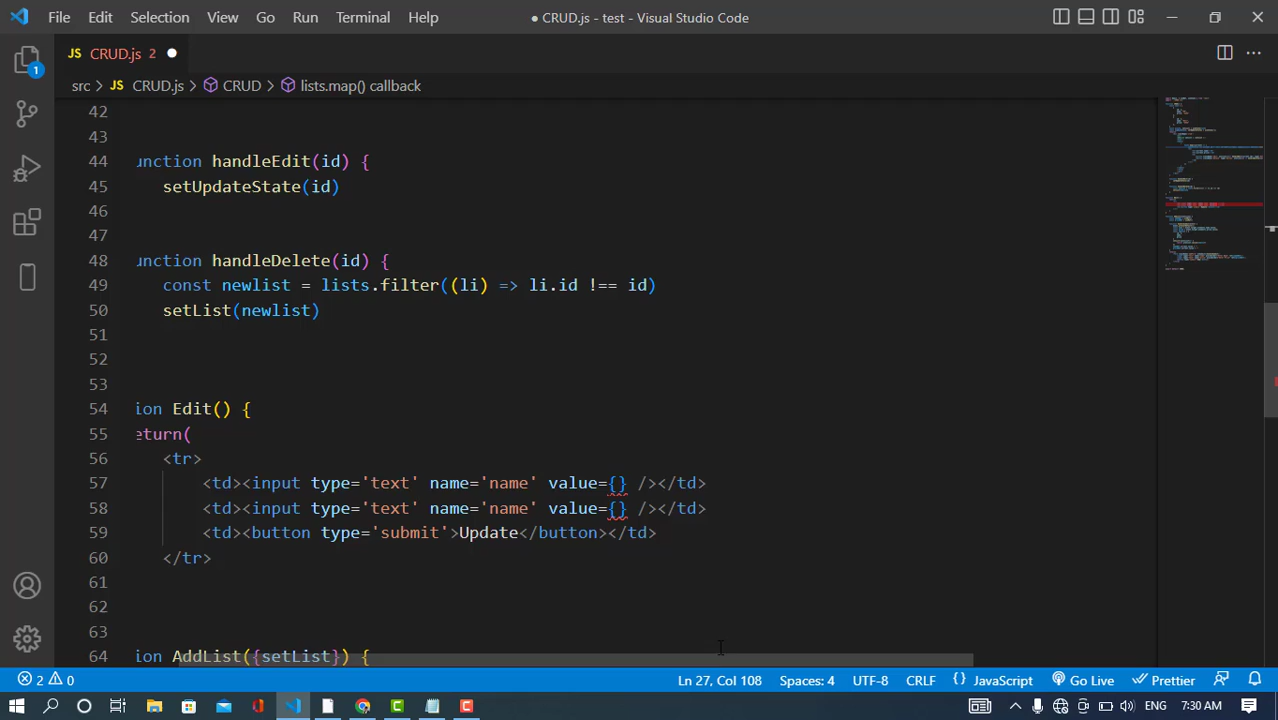 File Edit Selection View Go Run Terminal Help ● CRUD.js - test - Visual Studio Code
JS CRUD.js 2 ●
src > JS CRUD.js > CRUD > lists.map() callback
1
42
43
44 unction handleEdit(id) {
45 setUpdateState(id)
46
47
48 unction handleDelete(id) {
49 const newlist = lists.filter((li) => li.id !== id)
50 setList(newlist)
51
52
53
54 ion Edit() {
55 eturn(
56 <tr>
57 <td><input type='text' name='name' value={} /></td>
58 <td><input type='text' name='name' value={} /></td>
59 <td><button type='submit'>Update</button></td>
60 </tr>
61
62
63
64 ion AddList({setList}) {
2 0 Ln 27, Col 108 Spaces: 4 UTF-8 CRLF {} JavaScript Go Live Prettier
ENG 7:30 AM